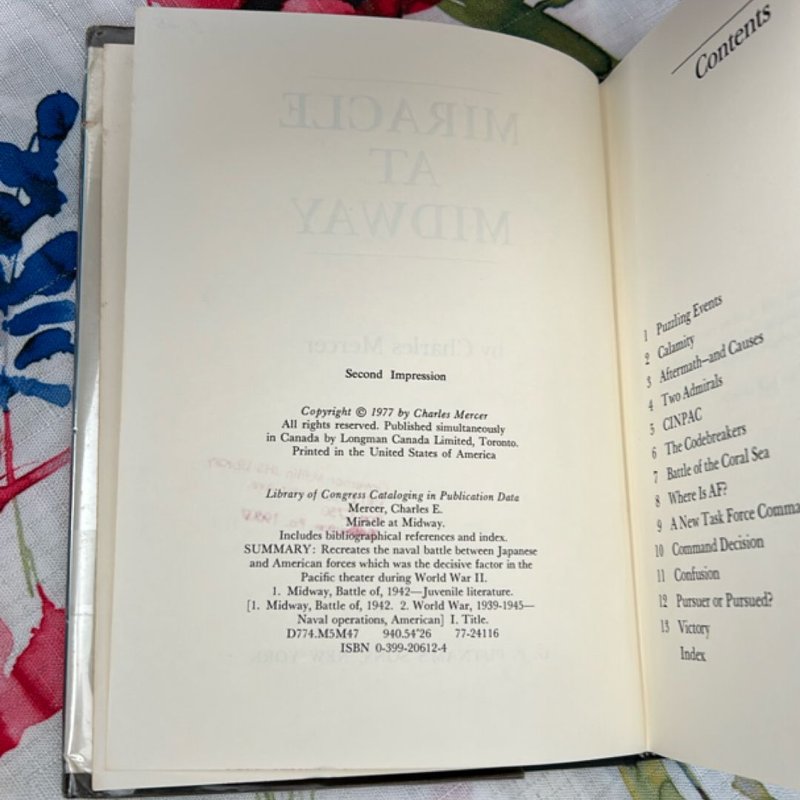 MIRACLE
AT
MIDWAY
by Charles Mercer
Second Impression
Copyright © 1977 by Charles Mercer
All rights reserved. Published simultaneously
in Canada by Longman Canada Limited, Toronto.
Printed in the United States of America
Library of Congress Cataloging in Publication Data
Mercer, Charles E.
Miracle at Midway.
Includes bibliographical references and index.
SUMMARY: Recreates the naval battle between Japanese
and American forces which was the decisive factor in the
Pacific theater during World War II.
1. Midway, Battle of, 1942—Juvenile literature.
[1. Midway, Battle of, 1942. 2. World War, 1939-1945—
Naval operations, American] I. Title.
D774.M5M47 940.54'26 77-24116
ISBN 0-399-20612-4
Contents
1 Puzzling Events
2 Calamity
3 Aftermath—and Causes
4 Two Admirals
5 CINPAC
6 The Codebreakers
7 Battle of the Coral Sea
8 Where Is AF?
9 A New Task Force Comma
10 Command Decision
11 Confusion
12 Pursuer or Pursued?
13 Victory
Index